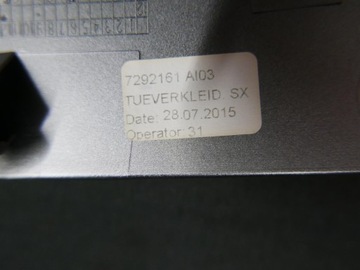 7292161 AI03
TUEVERKLEID. SX
Date: 28.07.2015
Operator: 31